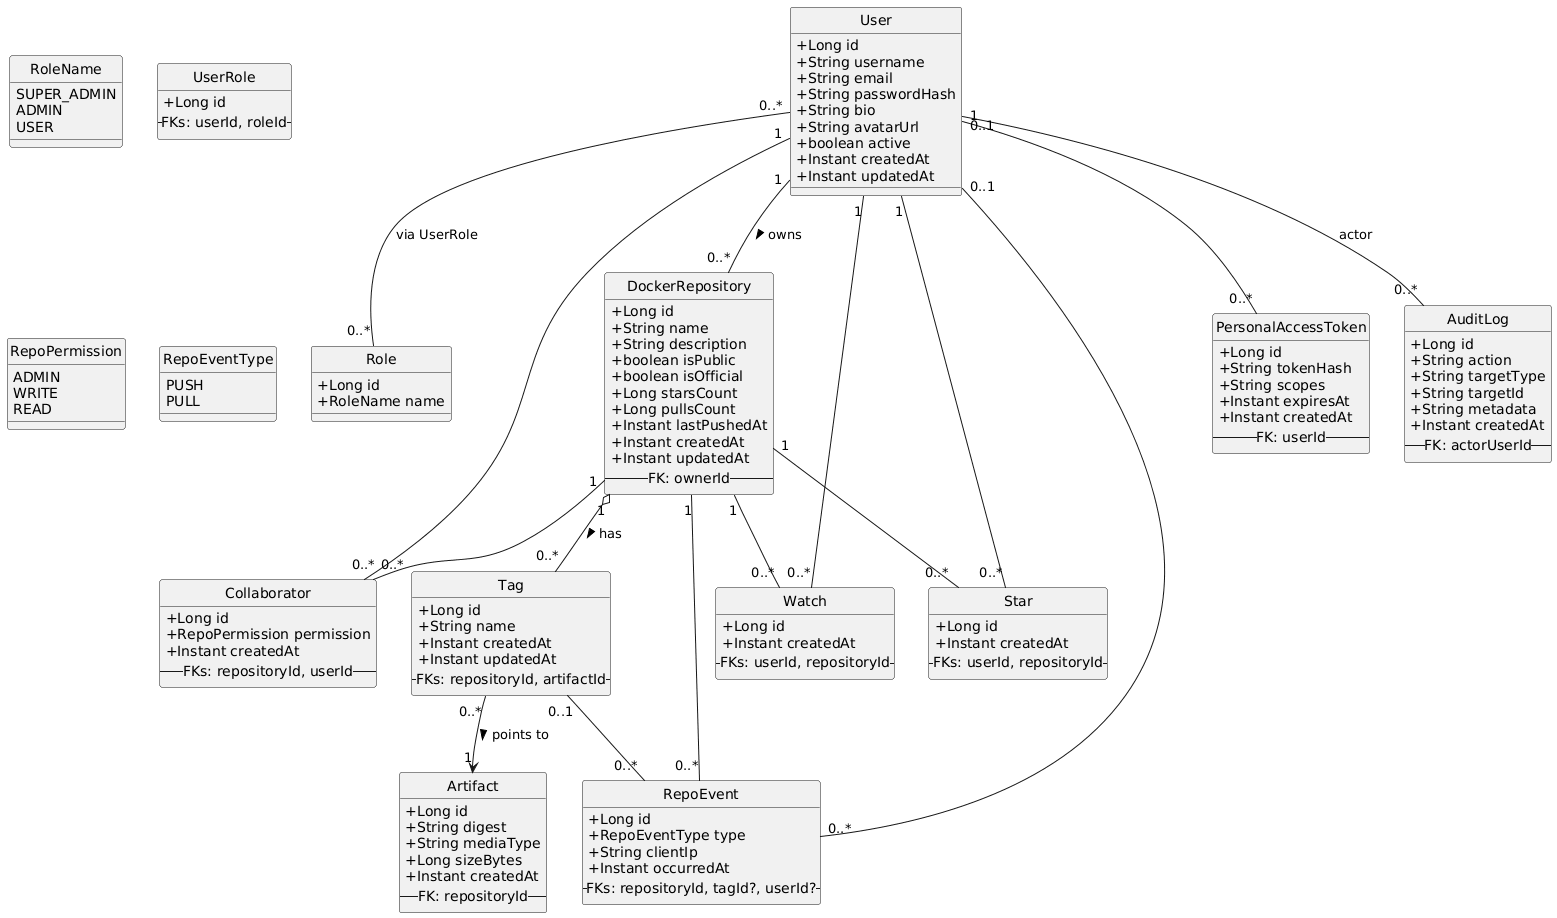 User
+Long id
+String username
+String email
+String passwordHash
+String bio
+String avatarUrl
+boolean active
+Instant createdAt
+Instant updatedAt
RoleName
SUPER_ADMIN
ADMIN
USER
UserRole
+Long id
FKs: userId, roleId
0..*
1
1
1
0..1
0..1
1
1
via UserRole
owns
actor
0..*
0..*
0..*
0..*
DockerRepository
+Long id
+String name
+String description
+boolean isPublic
+boolean isOfficial
+Long starsCount
+Long pullsCount
+Instant lastPushedAt
+Instant createdAt
+Instant updatedAt
FK: ownerId
PersonalAccessToken
+Long id
+String tokenHash
+String scopes
+Instant expiresAt
+Instant createdAt
FK: userId
AuditLog
+Long id
+String action
+String targetType
+String targetId
+String metadata
+Instant createdAt
FK: actorUserId
RepoPermission
ADMIN
WRITE
READ
RepoEventType
PUSH
PULL
Role
+Long id
+RoleName name
1
1
1
1
1
has
0..*
0..*
0..*
0..*
0..*
0..*
0..*
Collaborator
+Long id
+RepoPermission permission
+Instant createdAt
FKs: repositoryId, userId
Tag
+Long id
+String name
+Instant createdAt
+Instant updatedAt
FKs: repositoryId, artifactId
Watch
+Long id
+Instant createdAt
FKs: userId, repositoryId
Star
+Long id
+Instant createdAt
FKs: userId, repositoryId
0..*
0..1
points to
1
0..*
0..*
0..*
Artifact
+Long id
+String digest
+String mediaType
+Long sizeBytes
+Instant createdAt
FK: repositoryId
RepoEvent
+Long id
+RepoEventType type
+String clientIp
+Instant occurredAt
FKs: repositoryId, tagId?, userId?